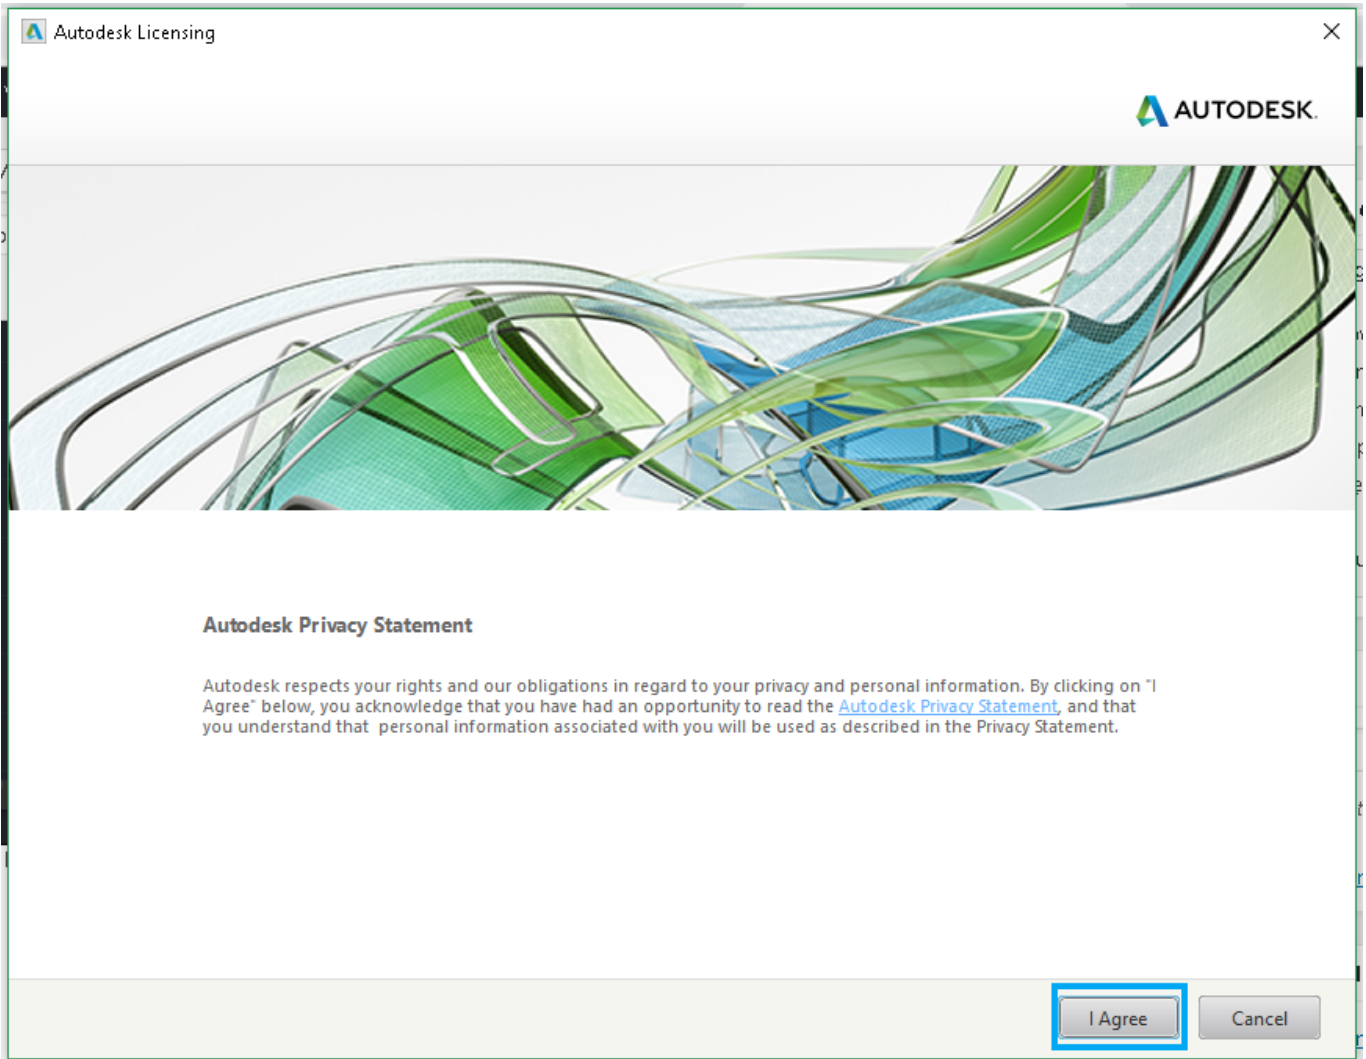 Autodesk Licensing
AUTODESK.
Autodesk Privacy Statement
Autodesk respects your rights and our obligations in regard to your privacy and personal information. By clicking on "I
Agree" below, you acknowledge that you have had an opportunity to read the Autodesk Privacy Statement, and that
you understand that personal information associated with you will be used as described in the Privacy Statement.
I Agree
Cancel